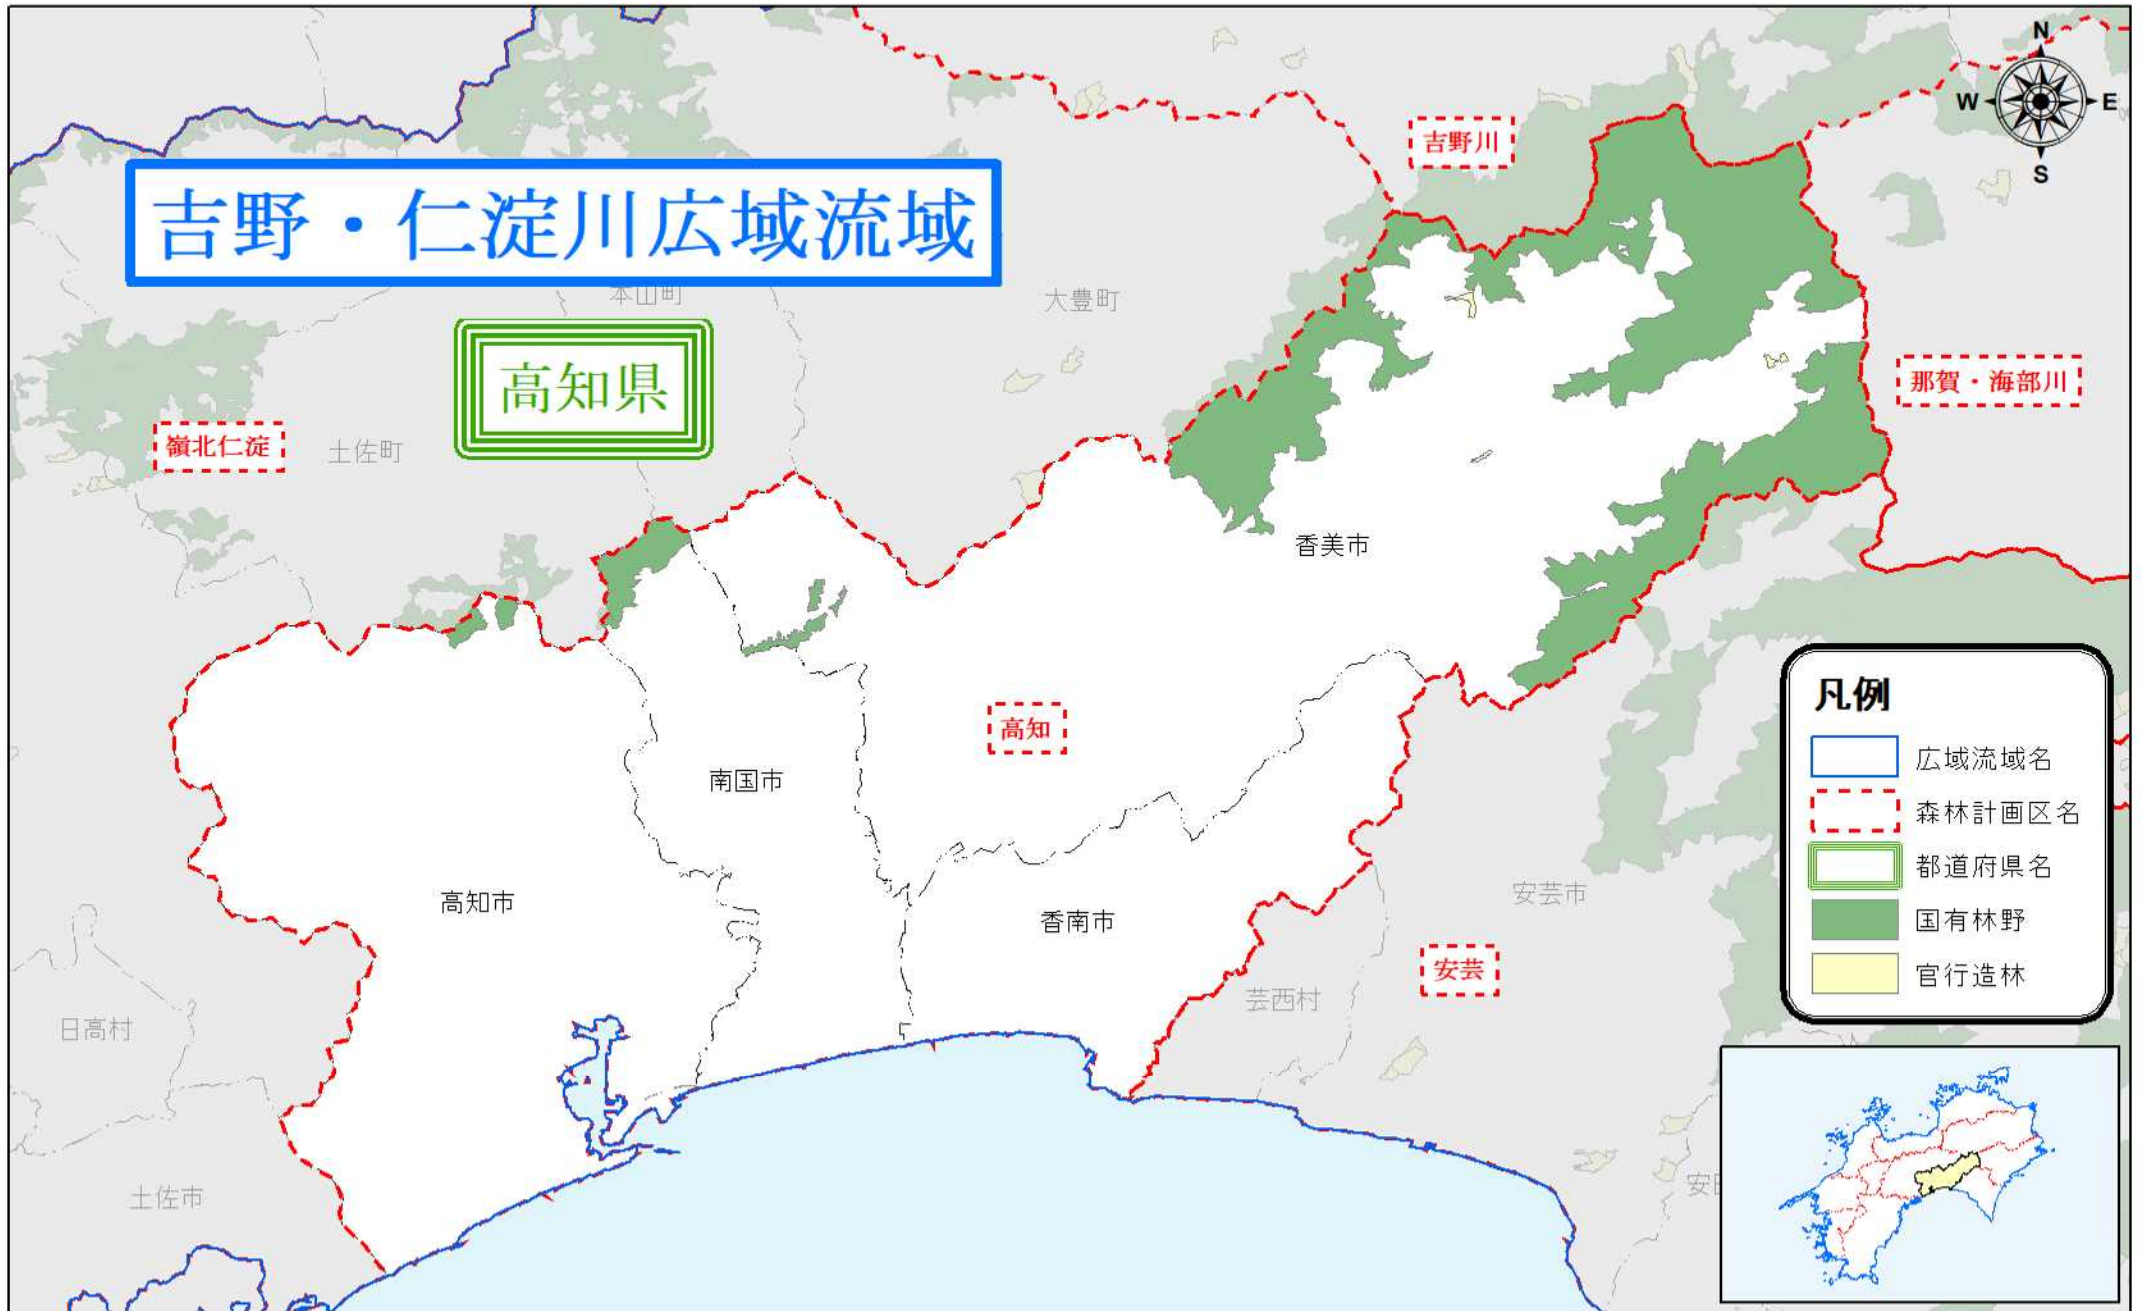 N
W
E
S
吉野川
吉野・仁淀川広域流域
本山町
大豊町
高知県
那賀・海部川
嶺北仁淀
土佐町
香美市
凡例
高知
南国市
広域流域名
森林計画区名
都道府県名
国有林野
官行造林
高知市
香南市
安芸市
安芸
芸西村
日高村
土佐市
安